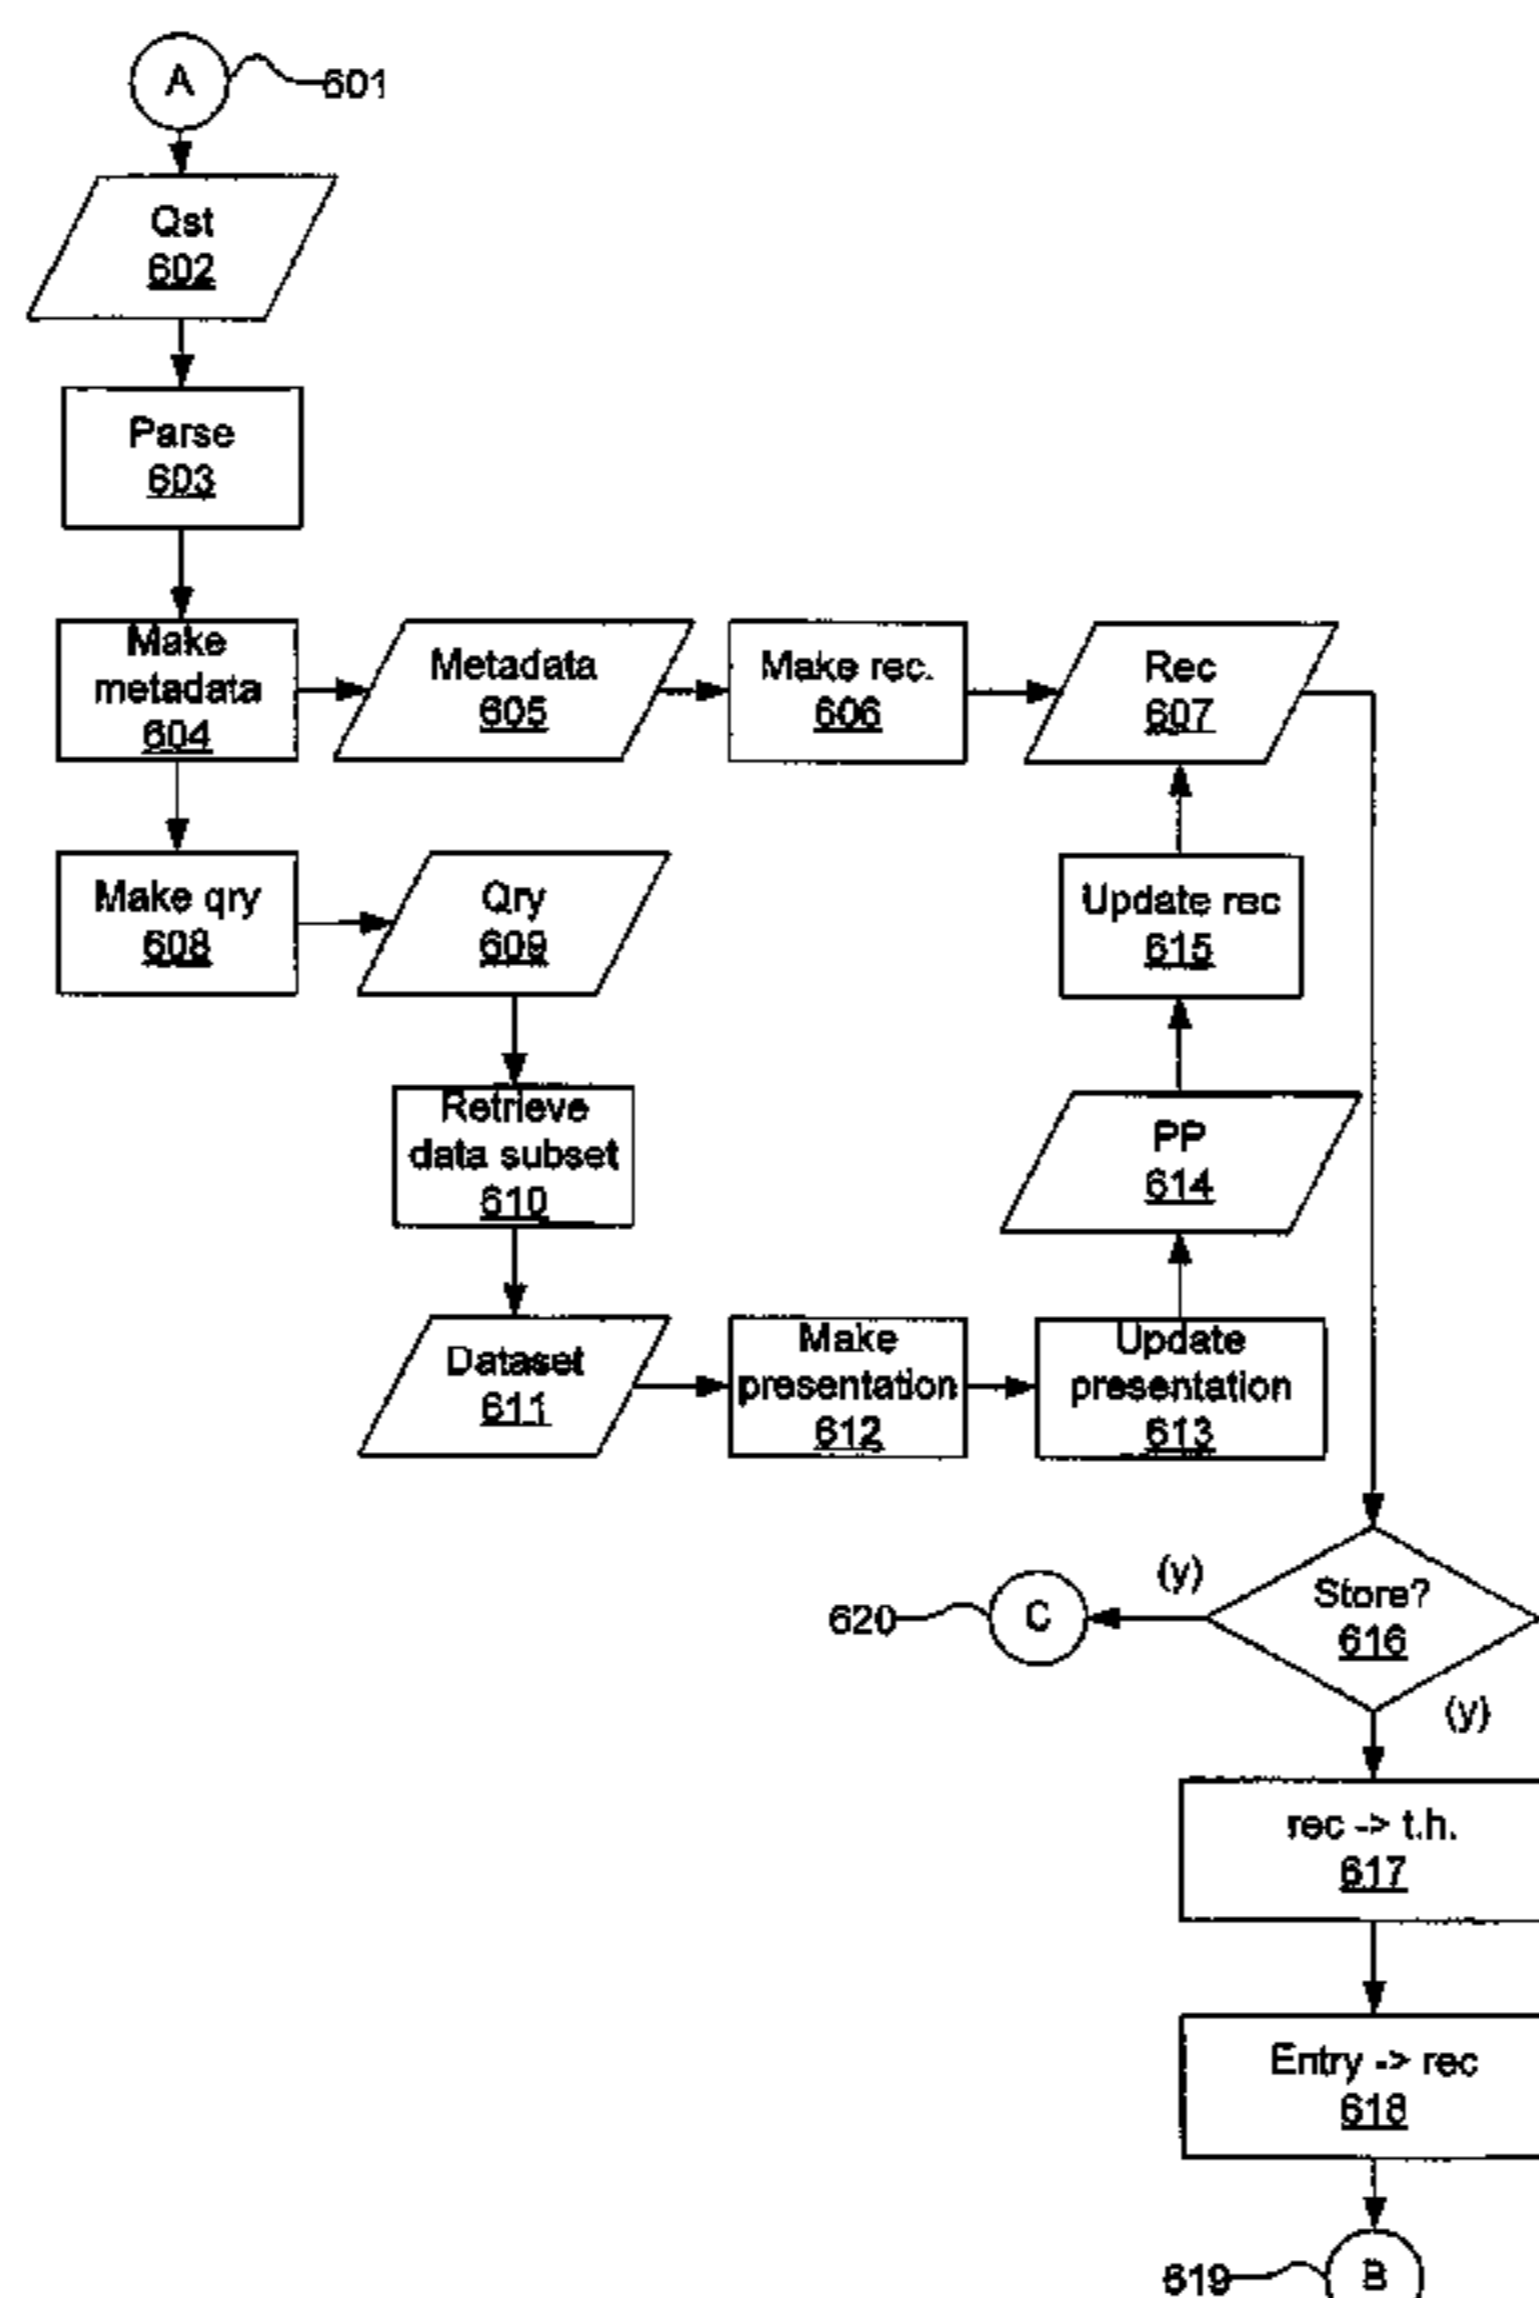 A
601
Qst
602
Parse
603
Make
metadata
604
Metadata
605
Make rec.
606
Rec
607
Make qry
608
Qry
609
Update rec
615
Retrieve
data subset
610
PP
614
Dataset
611
Make
presentation
612
Update
presentation
613
(y)
Store?
616
C
620
(y)
rec -> t.h.
617
Entry -> rec
618
619
B